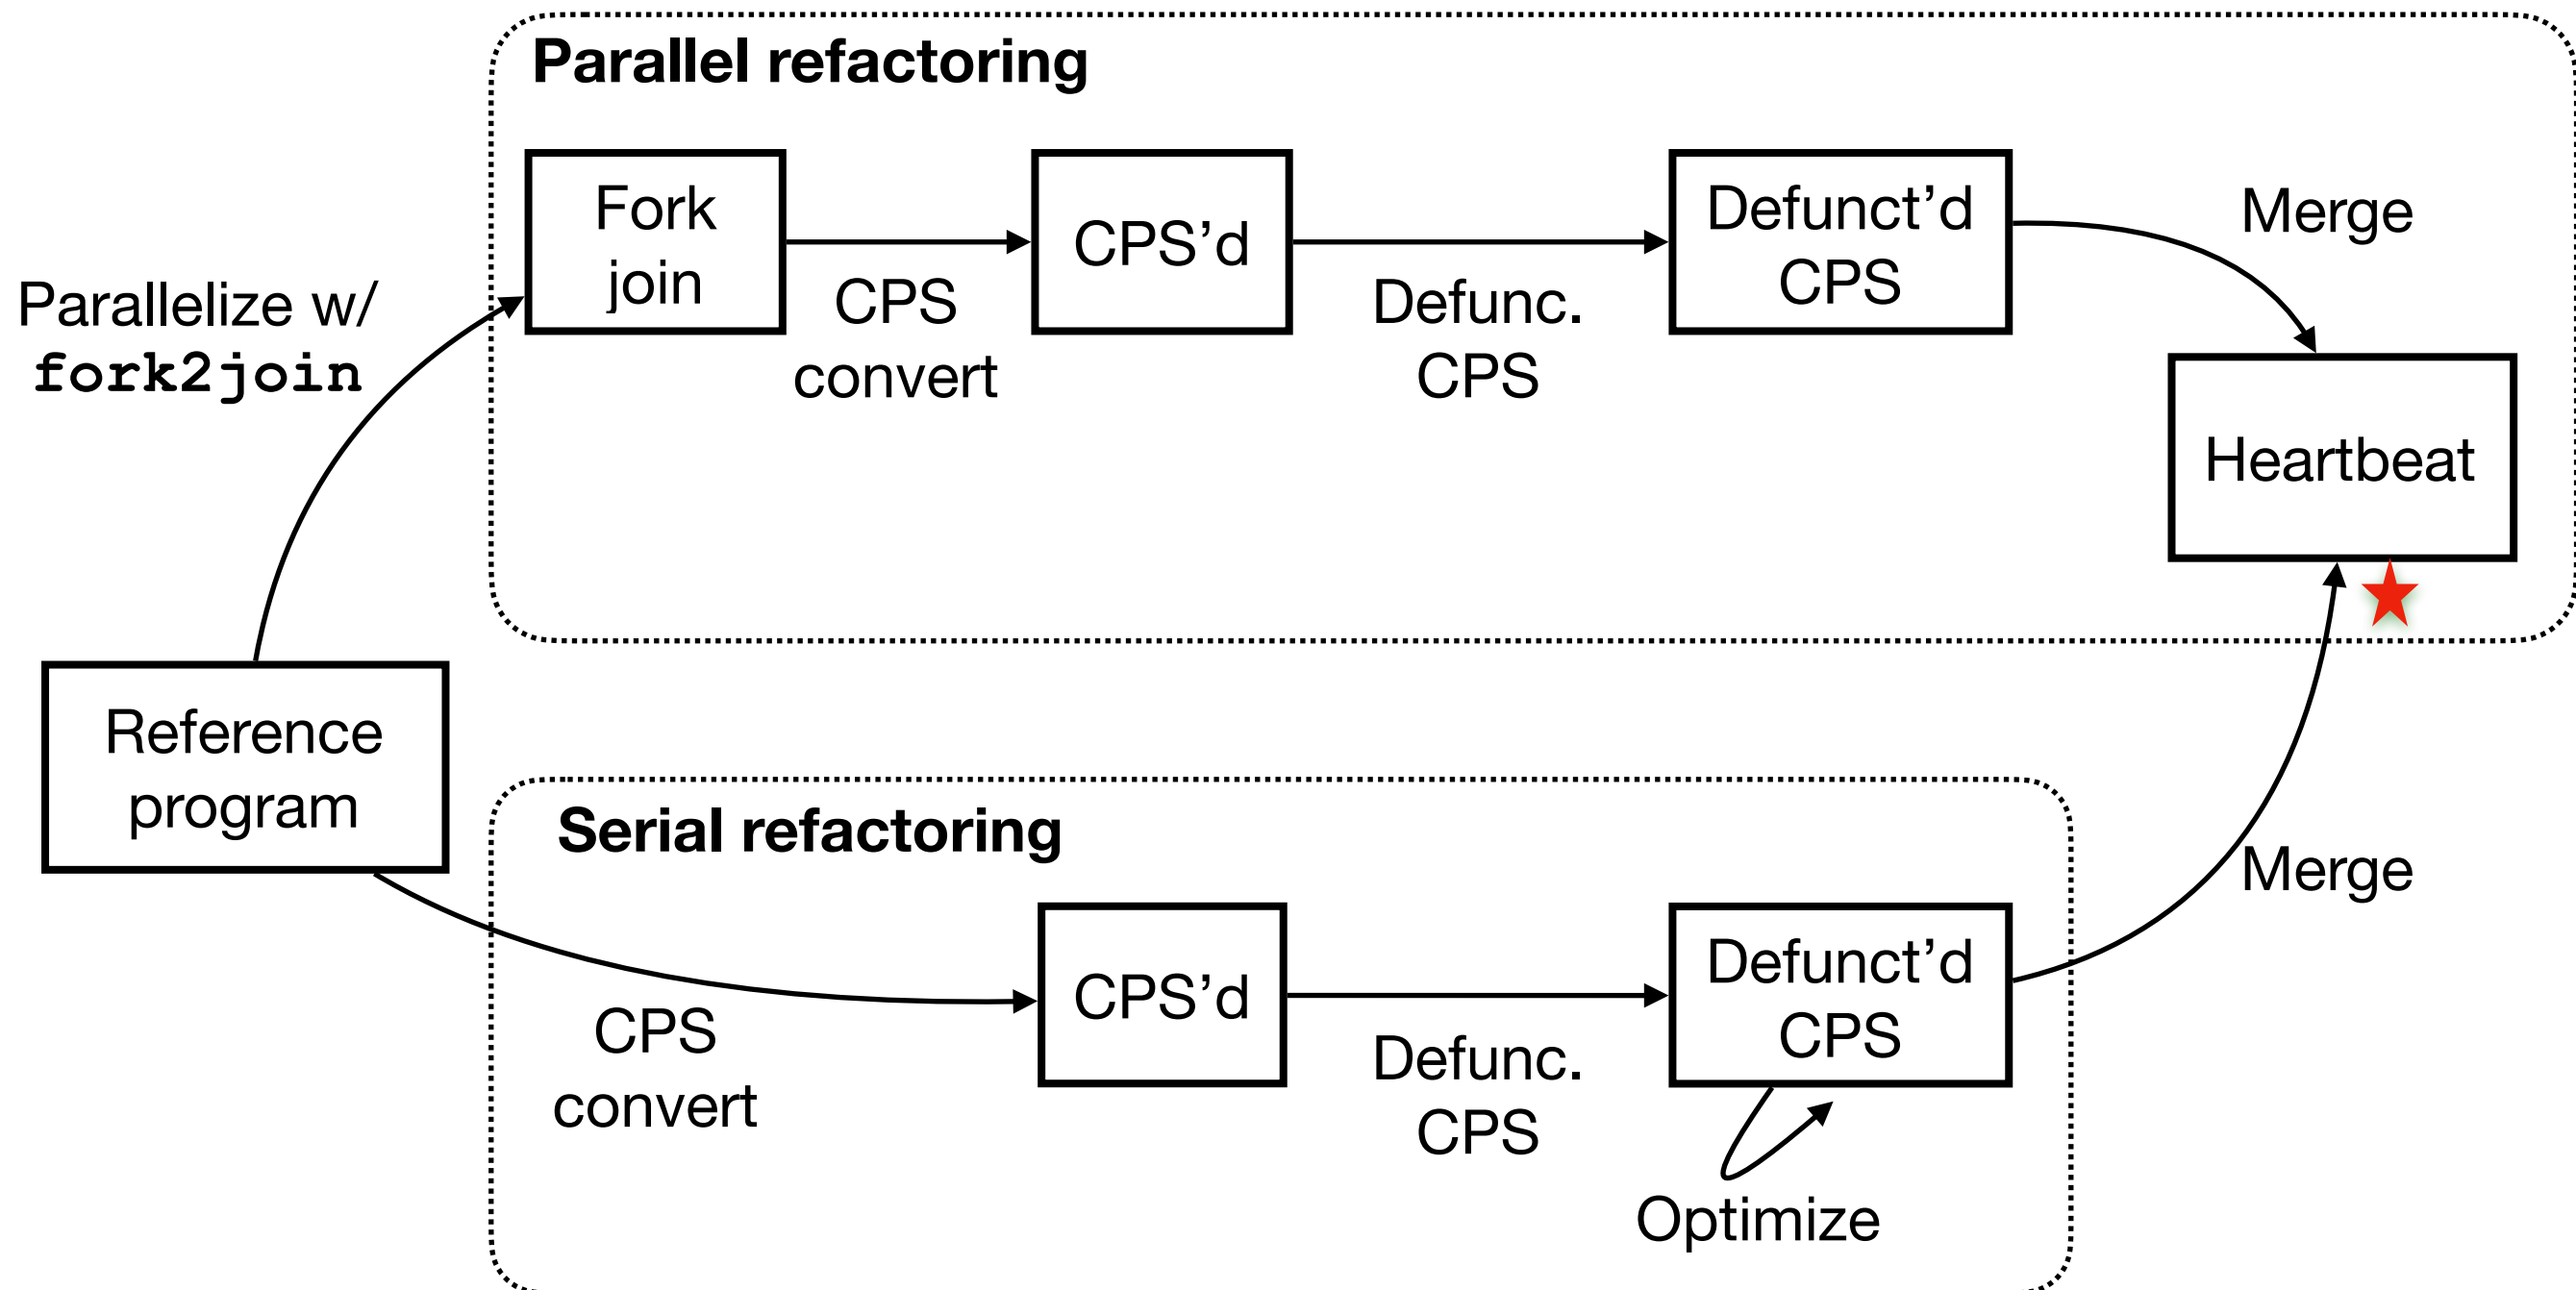 Parallel refactoring
Parallelize w/
fork2join
Fork
join
CPS
convert
CPS’d
Defunc.
CPS
Defunct’d
CPS
Merge
Heartbeat
Reference
program
Serial refactoring
CPS
convert
CPS’d
Defunc.
CPS
Defunct’d
CPS
Optimize
Merge